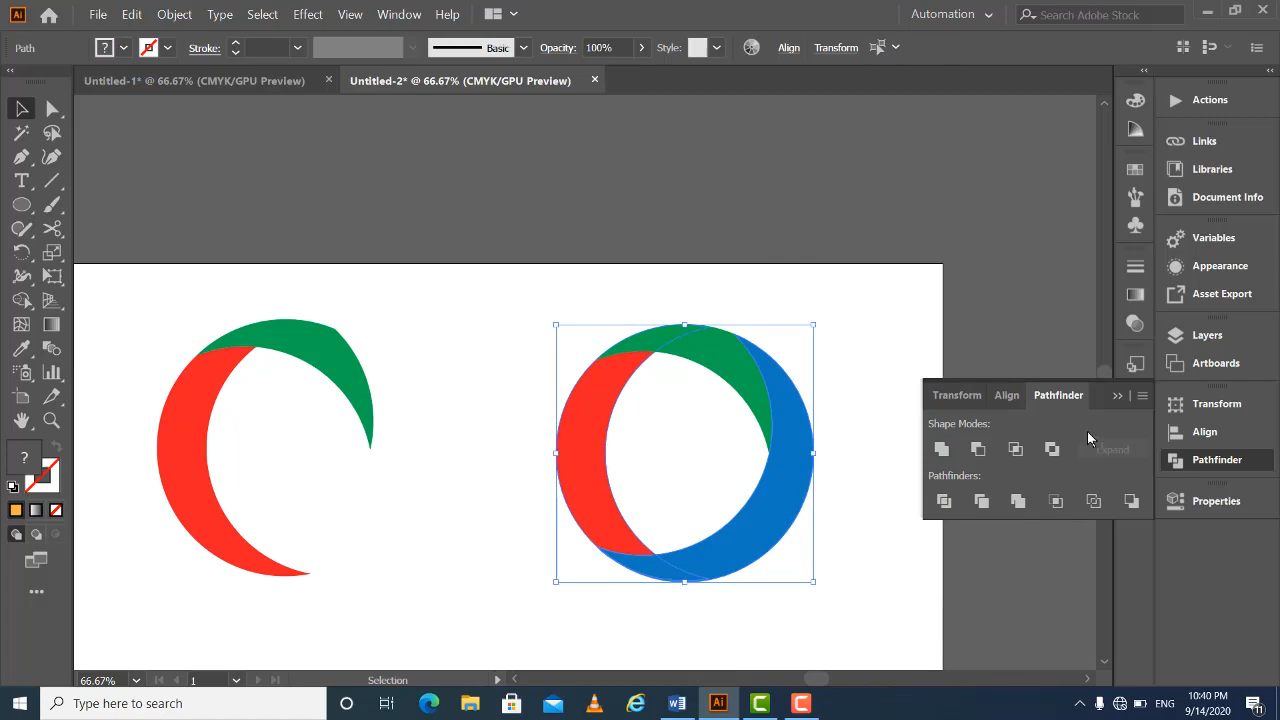 Ai File Edit Object Type Select Effect View Window Help Automation Search Adobe Stock
Path ? Stroke: Basic Opacity: 100% Style: Align Transform
Untitled-1* @ 66.67% (CMYK/GPU Preview) Untitled-2* @ 66.67% (CMYK/GPU Preview)
Actions
Links
Libraries
Document Info
Variables
Appearance
Asset Export
Layers
Artboards
Transform
Align
Pathfinder
Properties
Transform Align Pathfinder
Shape Modes:
Expand
Pathfinders:
?
66.67% 1 Selection
Type here to search
Ai
ENG
10:40 PM
9/14/2020